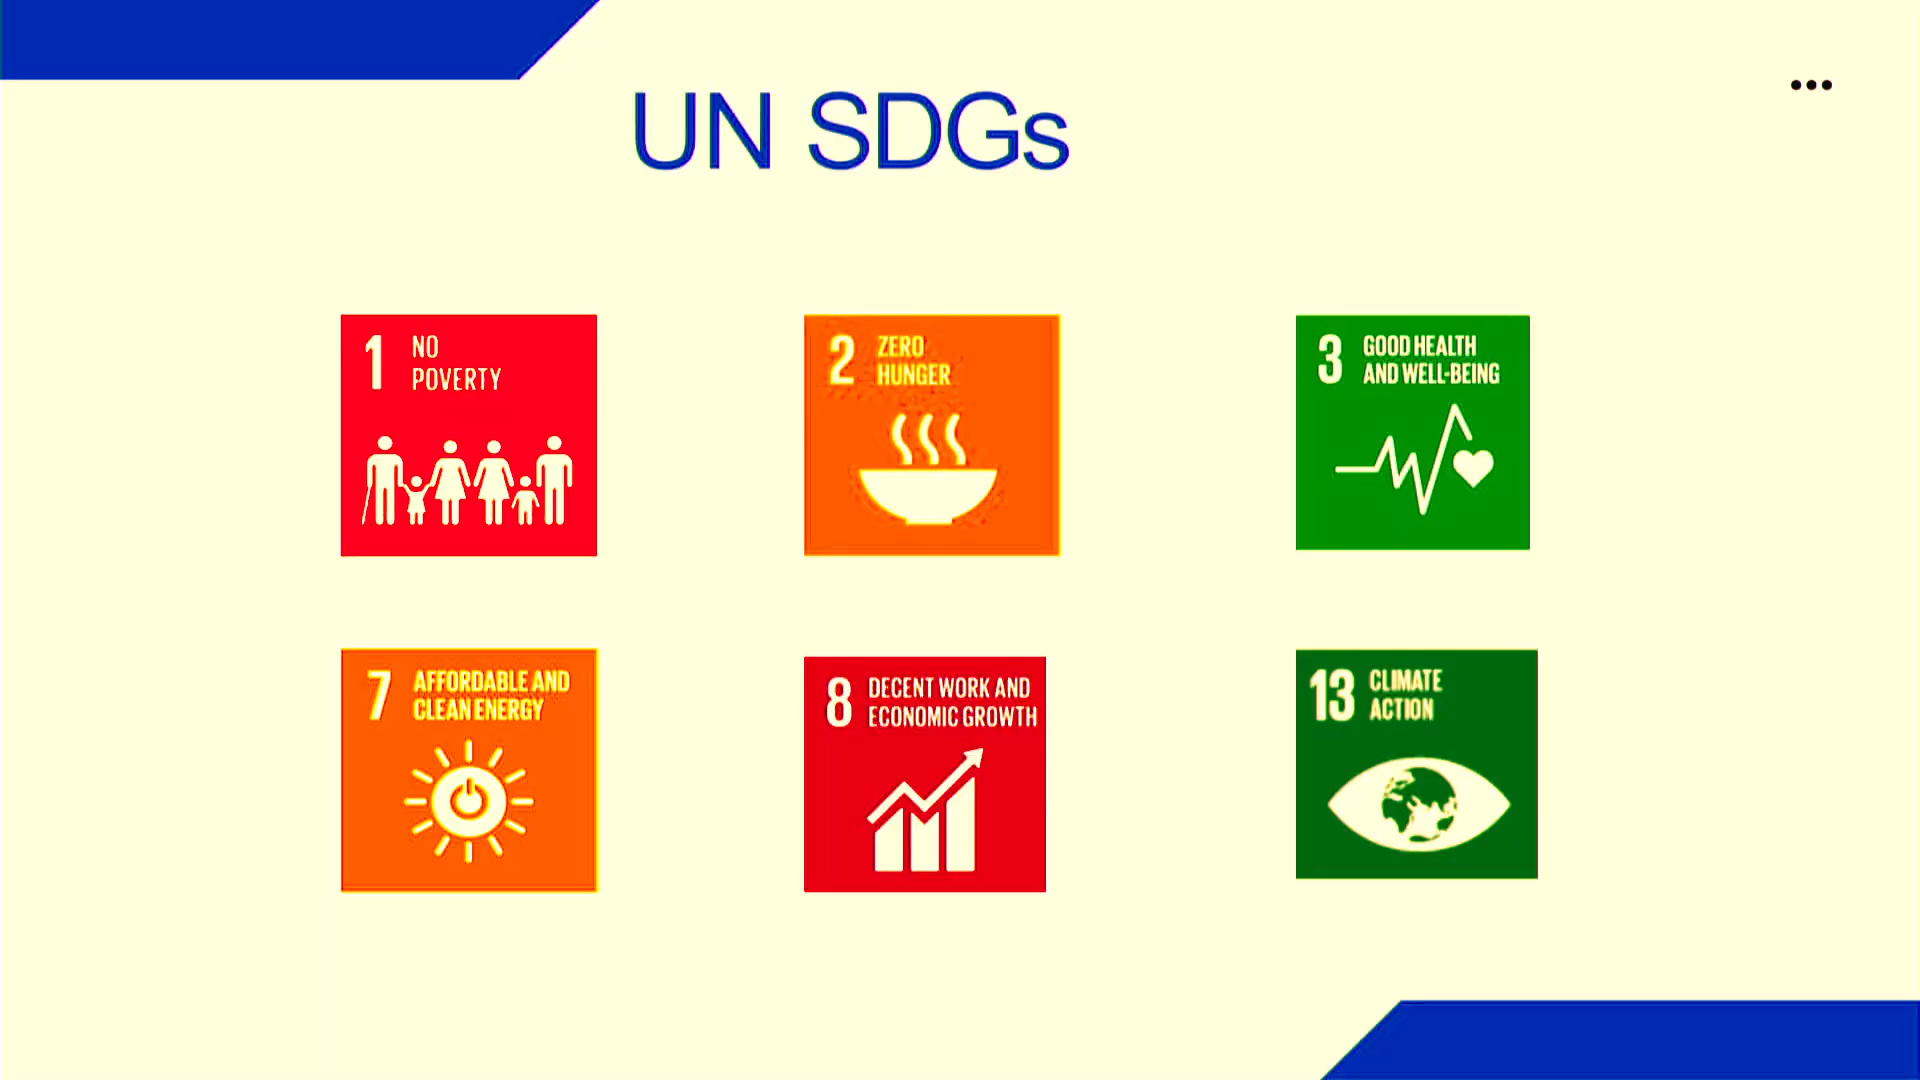 UN SDGs
1 NO
POVERTY
2 ZERO
HUNGER
3 GOOD HEALTH
AND WELL-BEING
7 AFFORDABLE AND
CLEAN ENERGY
8 DECENT WORK AND
ECONOMIC GROWTH
13 CLIMATE
ACTION